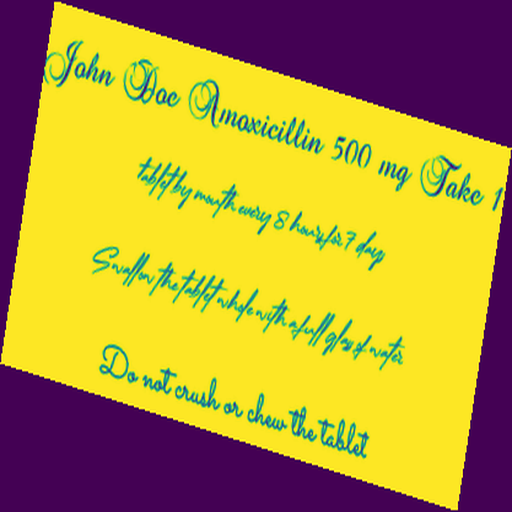 John Doe Amoxicillin 500 mg Take 1
tablet by mouth every 8 hours for 7 days
Swallow the tablet whole with a full glass of water
Do not crush or chew the tablet